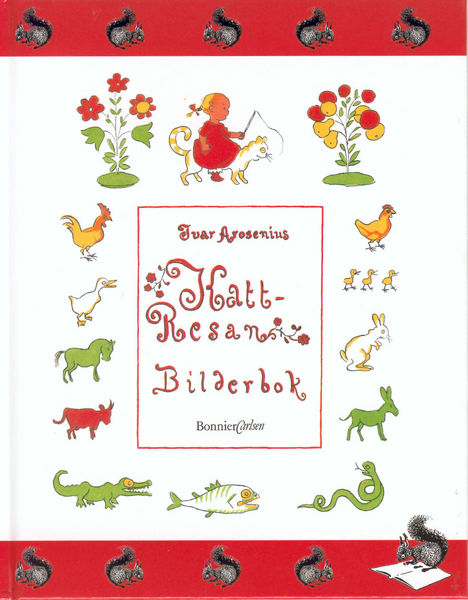 Ivar Arosenius
Katt-
Resan
Bilderbok
BonnierCarlsen